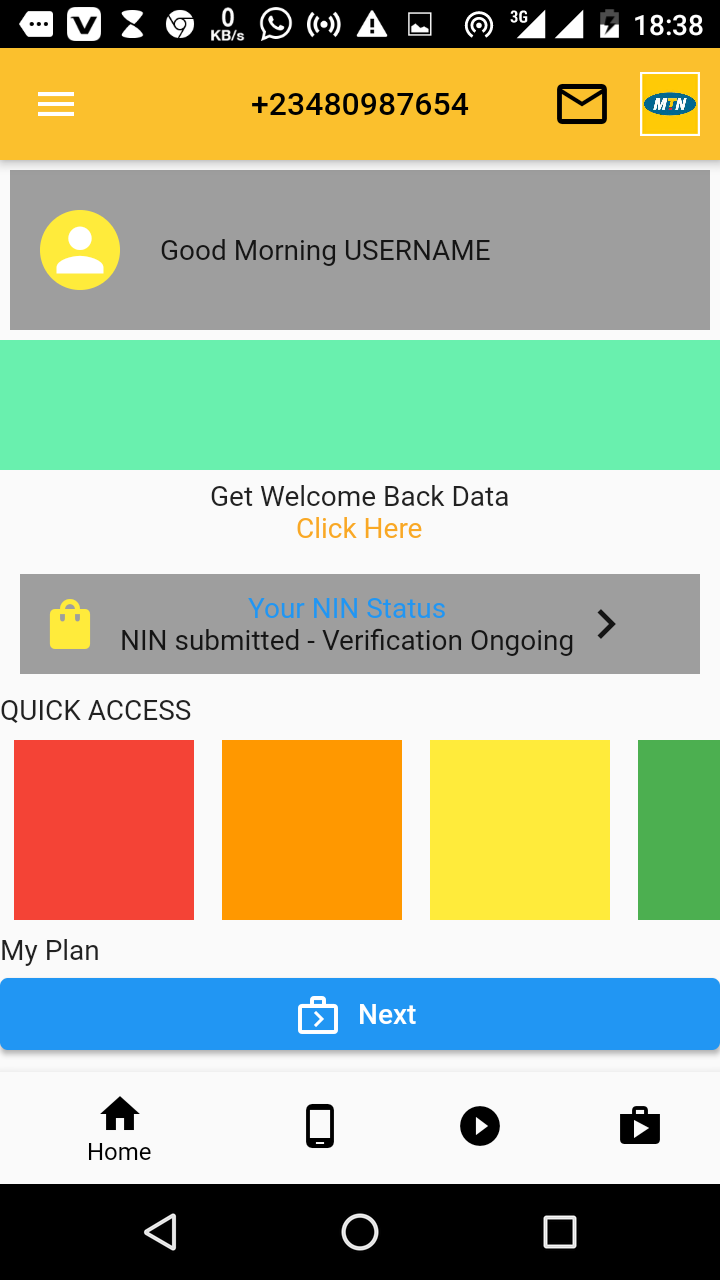 0
KB/s
3G
18:38
+23480987654
MTN
Good Morning USERNAME
Get Welcome Back Data
Click Here
Your NIN Status
NIN submitted - Verification Ongoing
QUICK ACCESS
My Plan
Next
Home